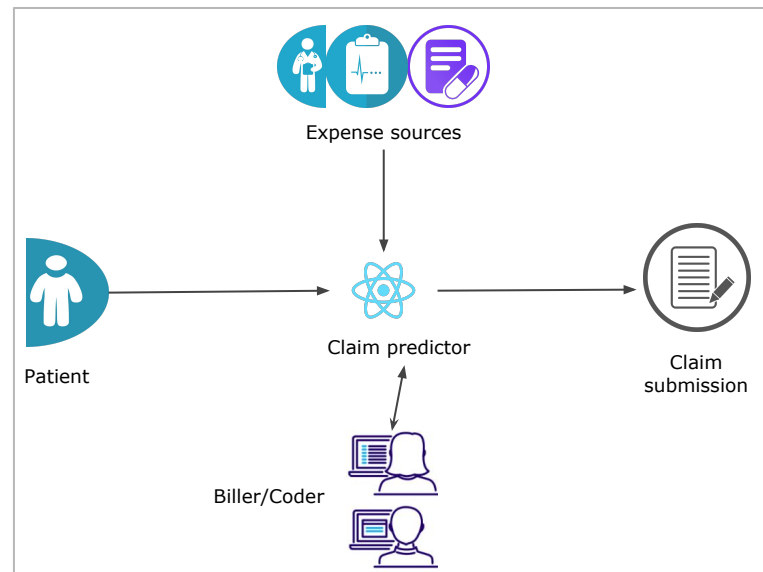 Expense sources
Claim predictor
Patient
Claim
submission
Biller/Coder